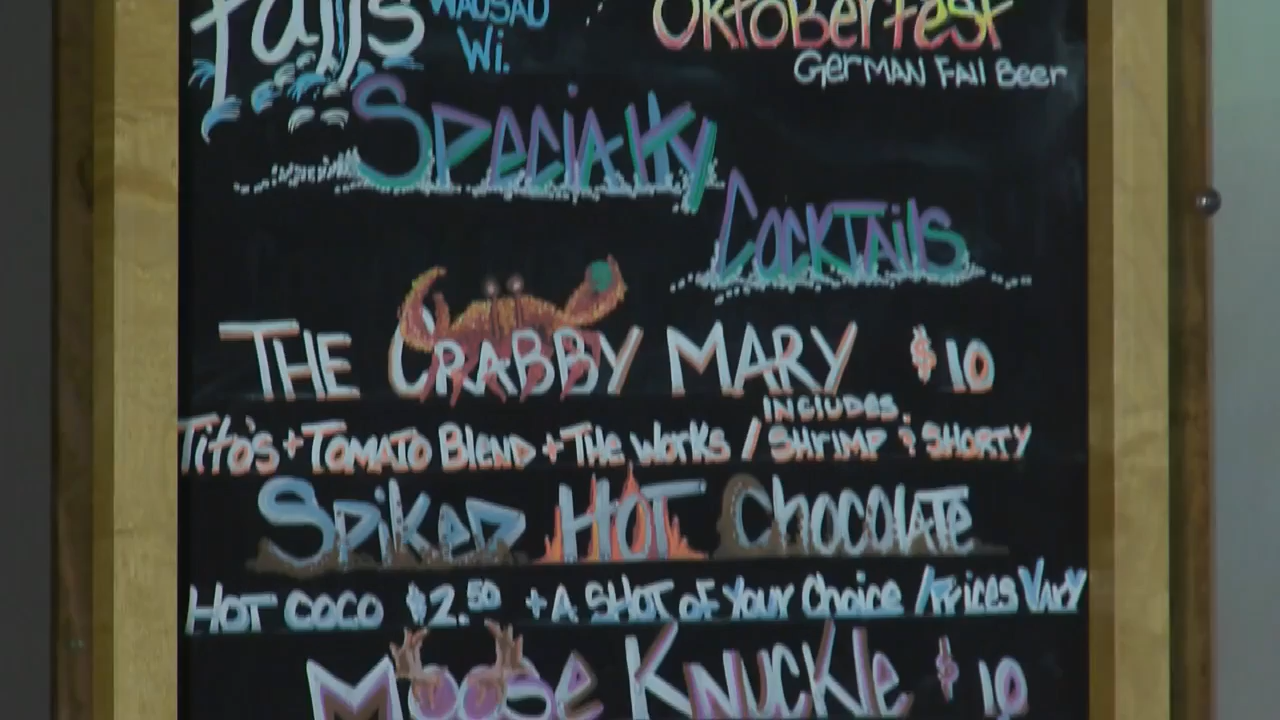 falls WAUSAU Wi.
OktoberFest
GERMAN FAll BEER
SpeciAlty
COCKTAilS
THE CRABBY MARY $10
Tito's + TOMATO BlEND + THE WORKS / INCLUDES. SHRIMP & SHORTY
SpikED HOT ChOCOlATe
HOT COCO $2.50 + A SHOT oF YouR Choice / PRices VARY
MOOSe KNUCKle $10